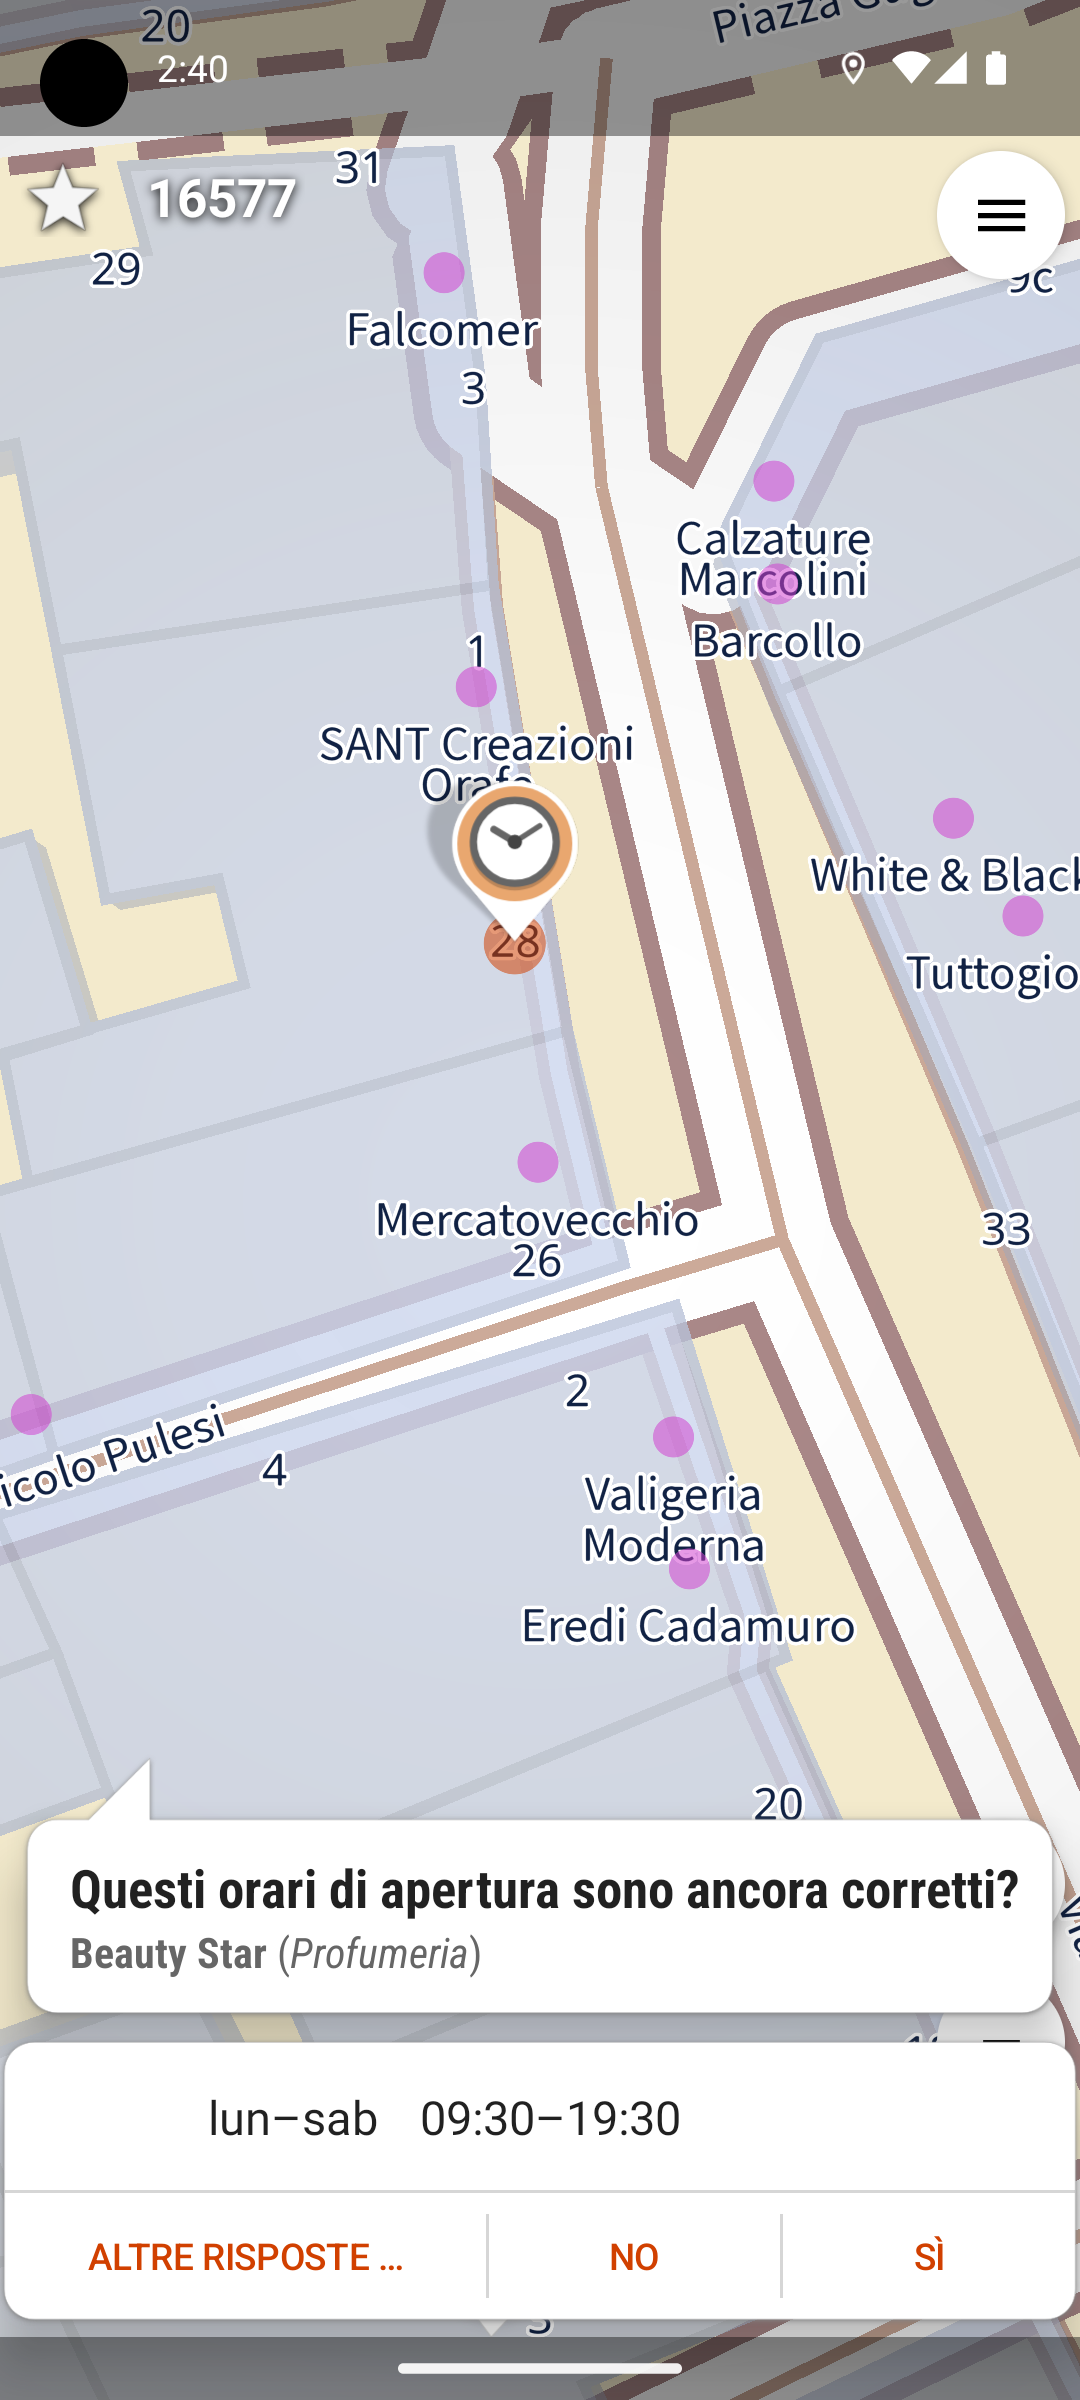 20
Piazza
2:40
31
16577
29
9c
Falcomer
3
Calzature
Marcolini
Barcollo
1
SANT Creazioni
Orafe
White & Black
28
Tuttogio
Mercatovecchio
26
33
2
icolo Pulesi
4
Valigeria
Moderna
Eredi Cadamuro
20
Questi orari di apertura sono ancora corretti?
Beauty Star (Profumeria)
lun–sab 09:30–19:30
ALTRE RISPOSTE …
NO
SÌ